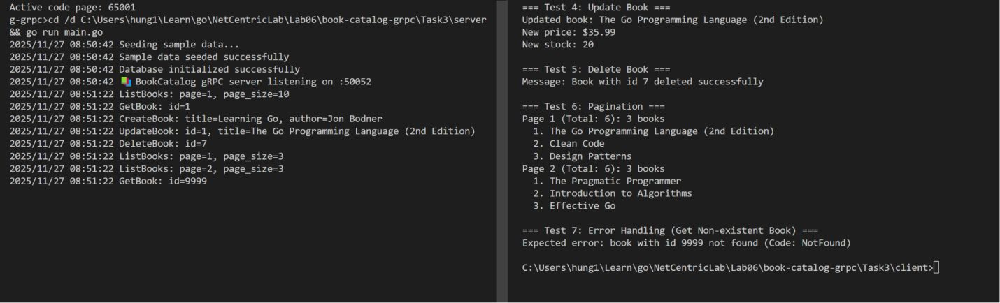 Active code page: 65001
g-grpc>cd /d C:\Users\hung1\Learn\go\NetCentricLab\Lab06\book-catalog-grpc\Task3\server
&& go run main.go
2025/11/27 08:50:42 Seeding sample data...
2025/11/27 08:50:42 Sample data seeded successfully
2025/11/27 08:50:42 Database initialized successfully
2025/11/27 08:50:42 📚 BookCatalog gRPC server listening on :50052
2025/11/27 08:51:22 ListBooks: page=1, page_size=10
2025/11/27 08:51:22 GetBook: id=1
2025/11/27 08:51:22 CreateBook: title=Learning Go, author=Jon Bodner
2025/11/27 08:51:22 UpdateBook: id=1, title=The Go Programming Language (2nd Edition)
2025/11/27 08:51:22 DeleteBook: id=7
2025/11/27 08:51:22 ListBooks: page=1, page_size=3
2025/11/27 08:51:22 ListBooks: page=2, page_size=3
2025/11/27 08:51:22 GetBook: id=9999
=== Test 4: Update Book ===
Updated book: The Go Programming Language (2nd Edition)
New price: $35.99
New stock: 20
=== Test 5: Delete Book ===
Message: Book with id 7 deleted successfully
=== Test 6: Pagination ===
Page 1 (Total: 6): 3 books
1. The Go Programming Language (2nd Edition)
2. Clean Code
3. Design Patterns
Page 2 (Total: 6): 3 books
1. The Pragmatic Programmer
2. Introduction to Algorithms
3. Effective Go
=== Test 7: Error Handling (Get Non-existent Book) ===
Expected error: book with id 9999 not found (Code: NotFound)
C:\Users\hung1\Learn\go\NetCentricLab\Lab06\book-catalog-grpc\Task3\client>